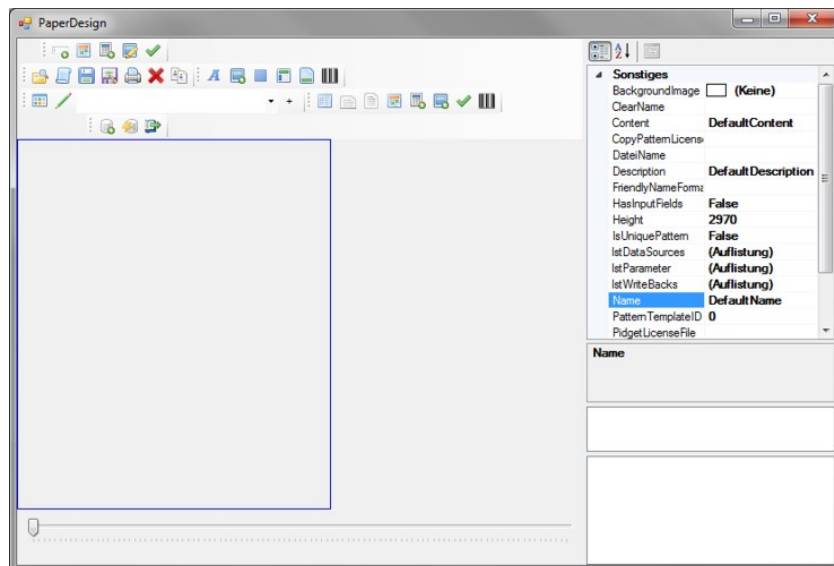 PaperDesign
Sonstiges
BackgroundImage (Keine)
ClearName
Content DefaultContent
CopyPatternLicens
DateiName
Description DefaultDescription
FriendlyNameForma
HasInputFields False
Height 2970
IsUniquePattern False
lstDataSources (Auflistung)
lstParameter (Auflistung)
lstWriteBacks (Auflistung)
Name DefaultName
PatternTemplateID 0
PidgetLicenseFile
Name